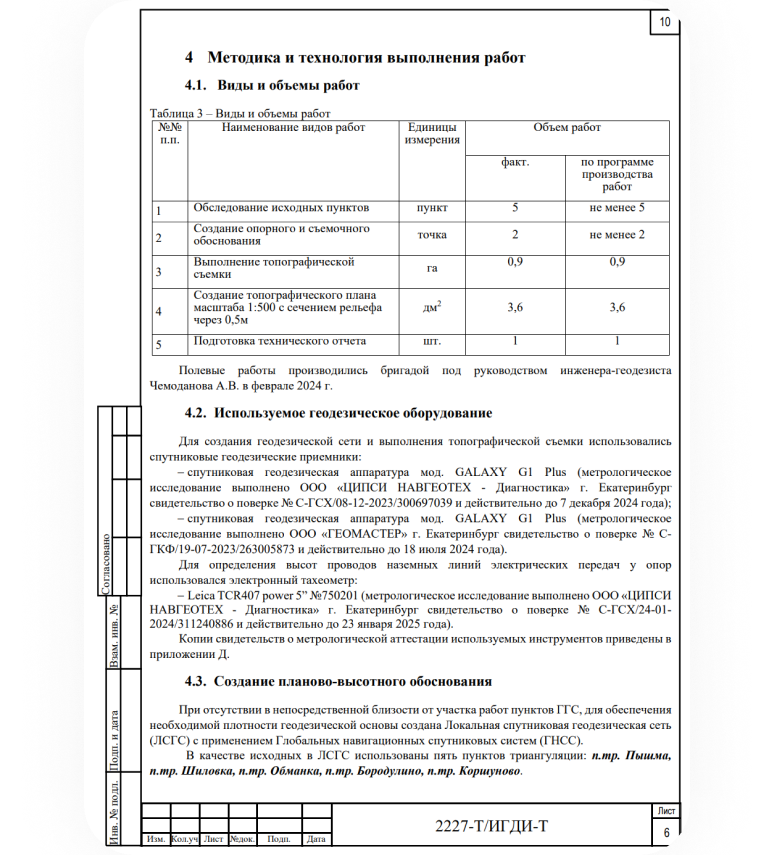 10
4 Методика и технология выполнения работ
4.1. Виды и объемы работ
Таблица 3 – Виды и объемы работ
№№ п.п. Наименование видов работ Единицы измерения Объем работ
факт. по программе производства работ
1 Обследование исходных пунктов пункт 5 не менее 5
2 Создание опорного и съемочного обоснования точка 2 не менее 2
3 Выполнение топографической съемки га 0,9 0,9
4 Создание топографического плана масштаба 1:500 с сечением рельефа через 0,5м дм² 3,6 3,6
5 Подготовка технического отчета шт. 1 1
Полевые работы производились бригадой под руководством инженера-геодезиста
Чемоданова А.В. в феврале 2024 г.
4.2. Используемое геодезическое оборудование
Для создания геодезической сети и выполнения топографической съемки использовались
спутниковые геодезические приемники:
– спутниковая геодезическая аппаратура мод. GALAXY G1 Plus (метрологическое
исследование выполнено ООО «ЦИПСИ НАВГЕОТЕХ - Диагностика» г. Екатеринбург
свидетельство о поверке № С-ГСХ/08-12-2023/300697039 и действительно до 7 декабря 2024 года);
– спутниковая геодезическая аппаратура мод. GALAXY G1 Plus (метрологическое
исследование выполнено ООО «ГЕОМАСТЕР» г. Екатеринбург свидетельство о поверке № С-
ГКФ/19-07-2023/263005873 и действительно до 18 июля 2024 года).
Для определения высот проводов наземных линий электрических передач у опор
использовался электронный тахеометр:
– Leica TCR407 power 5” №750201 (метрологическое исследование выполнено ООО «ЦИПСИ
НАВГЕОТЕХ - Диагностика» г. Екатеринбург свидетельство о поверке № С-ГСХ/24-01-
2024/311240886 и действительно до 23 января 2025 года).
Копии свидетельств о метрологической аттестации используемых инструментов приведены в
приложении Д.
4.3. Создание планово-высотного обоснования
При отсутствии в непосредственной близости от участка работ пунктов ГГС, для обеспечения
необходимой плотности геодезической основы создана Локальная спутниковая геодезическая сеть
(ЛСГС) с применением Глобальных навигационных спутниковых систем (ГНСС).
В качестве исходных в ЛСГС использованы пять пунктов триангуляции: п.тр. Пышма,
п.тр. Шиловка, п.тр. Обманка, п.тр. Бородулино, п.тр. Коршуново.
Согласовано
Взам. инв. №
Подп. и дата
Инв. № подл.
Изм. Кол.уч Лист №док. Подп. Дата
2227-Т/ИГДИ-Т
Лист
6